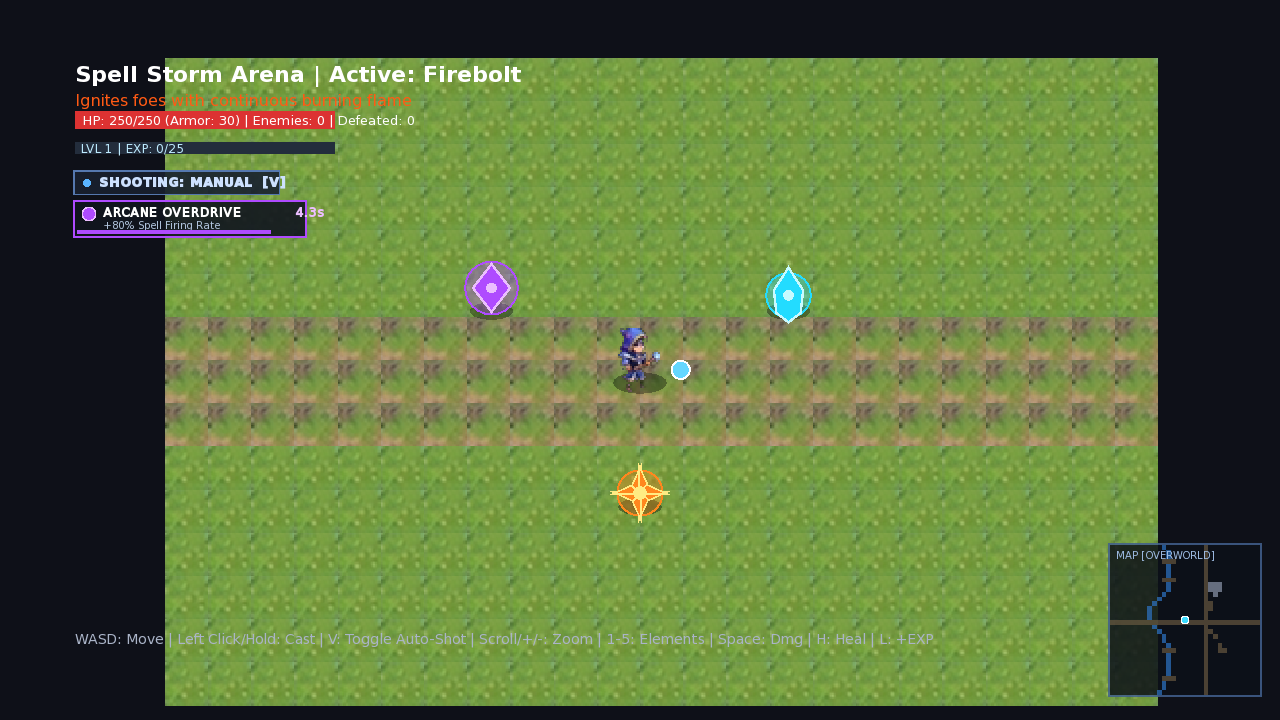 Spell Storm Arena | Active: Firebolt
Ignites foes with continuous burning flame
HP: 250/250 (Armor: 30) | Enemies: 0 | Defeated: 0
LVL 1 | EXP: 0/25
SHOOTING: MANUAL [V]
ARCANE OVERDRIVE 4.3s
+80% Spell Firing Rate
MAP [OVERWORLD]
WASD: Move | Left Click/Hold: Cast | V: Toggle Auto-Shot | Scroll/+/-: Zoom | 1-5: Elements | Space: Dmg | H: Heal | L: +EXP